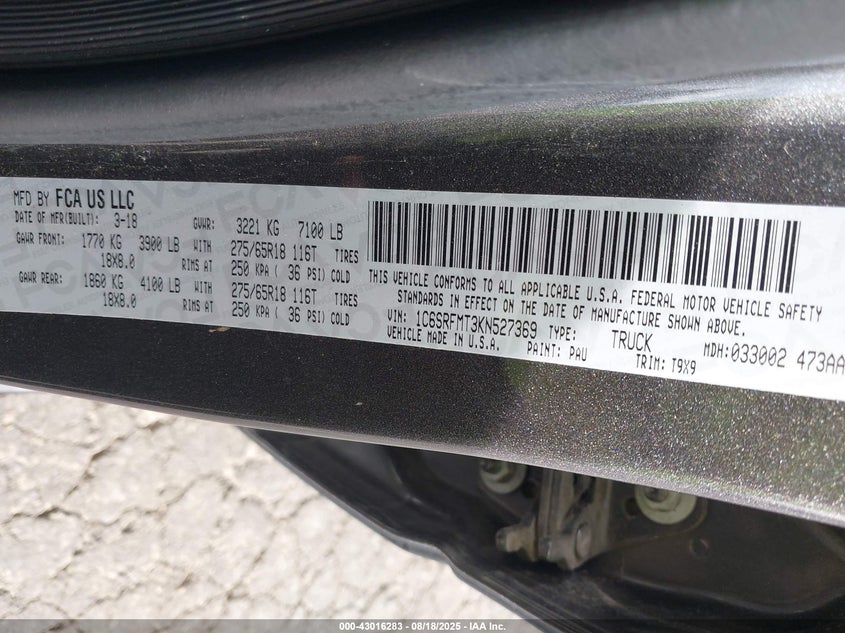 MFD BY FCA US LLC
DATE OF MFR(BUILT): 3-18 GVWR: 3221 KG 7100 LB
GAWR FRONT: 1770 KG 3900 LB WITH 275/65R18 116T TIRES
18X8.0 RIMS AT 250 KPA ( 36 PSI) COLD
GAWR REAR: 1860 KG 4100 LB WITH 275/65R18 116T TIRES
18X8.0 RIMS AT 250 KPA ( 36 PSI) COLD
THIS VEHICLE CONFORMS TO ALL APPLICABLE U.S.A. FEDERAL MOTOR VEHICLE SAFETY
STANDARDS IN EFFECT ON THE DATE OF MANUFACTURE SHOWN ABOVE.
VIN: 1C6SRFMT3KN527369 TYPE: TRUCK MDH:033002 473AA
VEHICLE MADE IN U.S.A. PAINT: PAU TRIM: T9X9
000-43016283 | 08/18/2025 - IAA Inc.